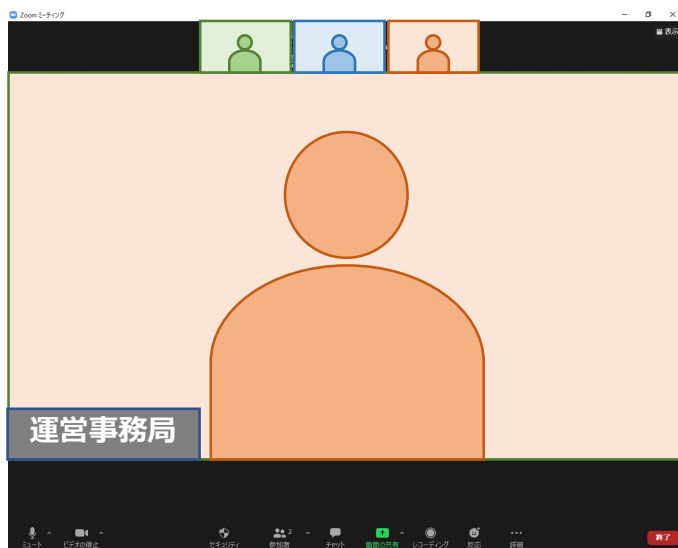 Zoom ミーティング
表示
運営事務局
2
ミュート
ビデオの停止
セキュリティ
参加者
チャット
画面の共有
レコーディング
反応
詳細
終了